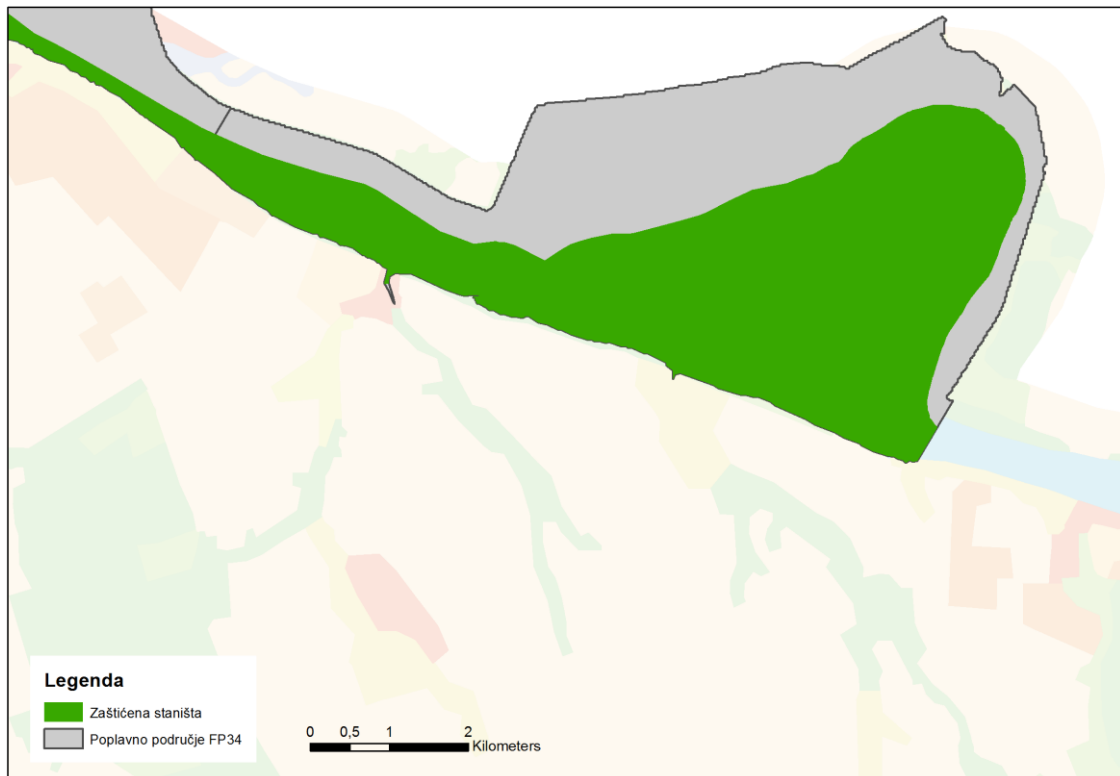 Legenda
Zaštićena staništa
Poplavno područje FP34
0 0,5 1 2
Kilometers